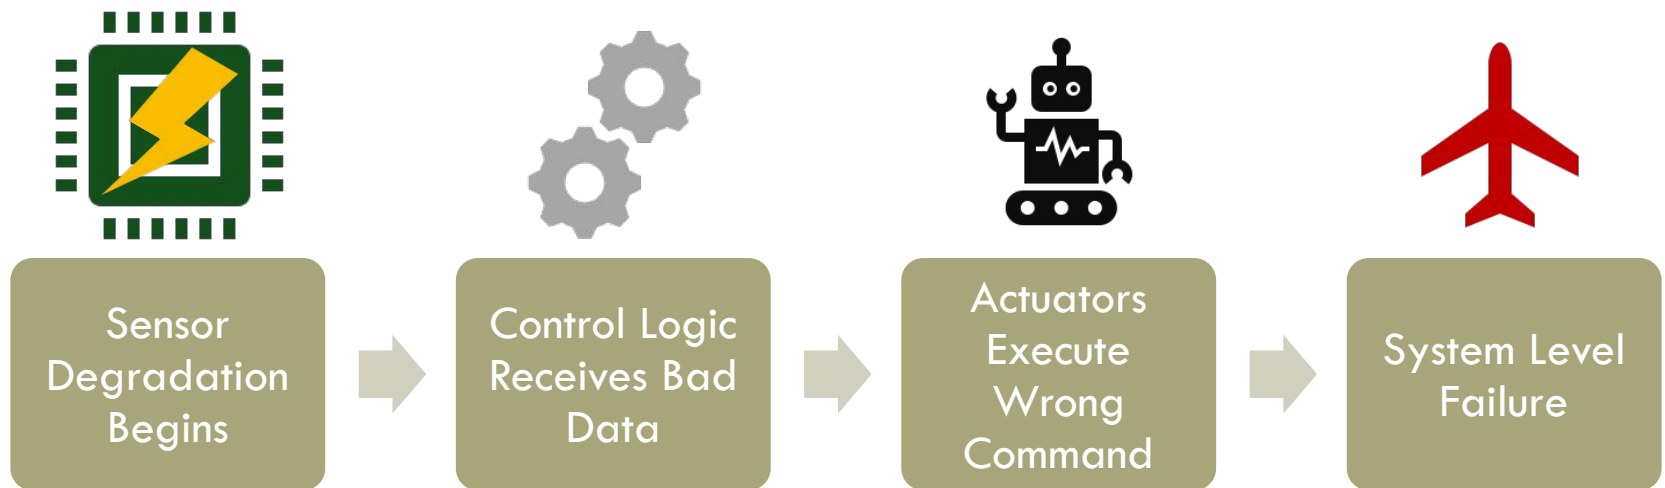 Sensor
Degradation
Begins
Control Logic
Receives Bad
Data
Actuators
Execute
Wrong
Command
System Level
Failure